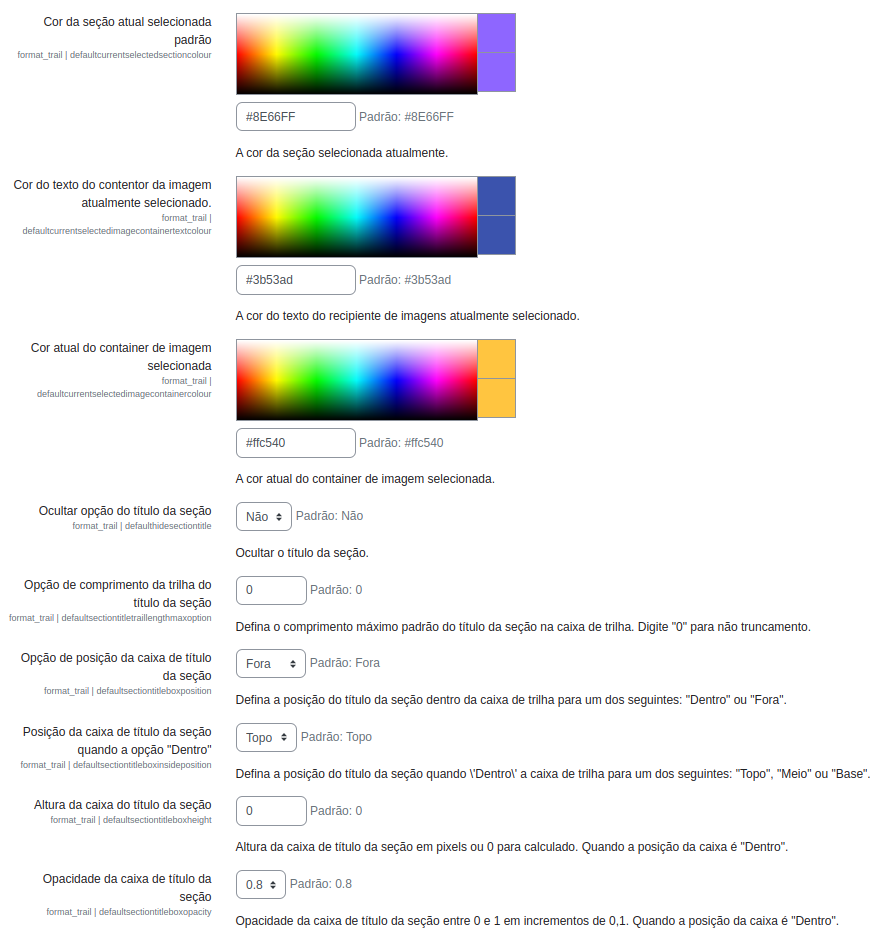 Cor da seção atual selecionada
padrão
format_trail | defaultcurrentselectedsectioncolour
#8E66FF Padrão: #8E66FF
A cor da seção selecionada atualmente.
Cor do texto do contentor da imagem
atualmente selecionado.
format_trail |
defaultcurrentselectedimagecontainertextcolour
#3b53ad Padrão: #3b53ad
A cor do texto do recipiente de imagens atualmente selecionado.
Cor atual do container de imagem
selecionada
format_trail |
defaultcurrentselectedimagecontainercolour
#ffc540 Padrão: #ffc540
A cor atual do container de imagem selecionada.
Ocultar opção do título da seção
format_trail | defaulthidesectiontitle
Não Padrão: Não
Ocultar o título da seção.
Opção de comprimento da trilha do
título da seção
format_trail | defaultsectiontitletraillengthmaxoption
0 Padrão: 0
Defina o comprimento máximo padrão do título da seção na caixa de trilha. Digite "0" para não truncamento.
Opção de posição da caixa de título
da seção
format_trail | defaultsectiontitleboxposition
Fora Padrão: Fora
Defina a posição do título da seção dentro da caixa de trilha para um dos seguintes: "Dentro" ou "Fora".
Posição da caixa de título da seção
quando a opção "Dentro"
format_trail | defaultsectiontitleboxinsideposition
Topo Padrão: Topo
Defina a posição do título da seção quando \'Dentro\' a caixa de trilha para um dos seguintes: "Topo", "Meio" ou "Base".
Altura da caixa do título da seção
format_trail | defaultsectiontitleboxheight
0 Padrão: 0
Altura da caixa de título da seção em pixels ou 0 para calculado. Quando a posição da caixa é "Dentro".
Opacidade da caixa de título da
seção
format_trail | defaultsectiontitleboxopacity
0.8 Padrão: 0.8
Opacidade da caixa de título da seção entre 0 e 1 em incrementos de 0,1. Quando a posição da caixa é "Dentro".